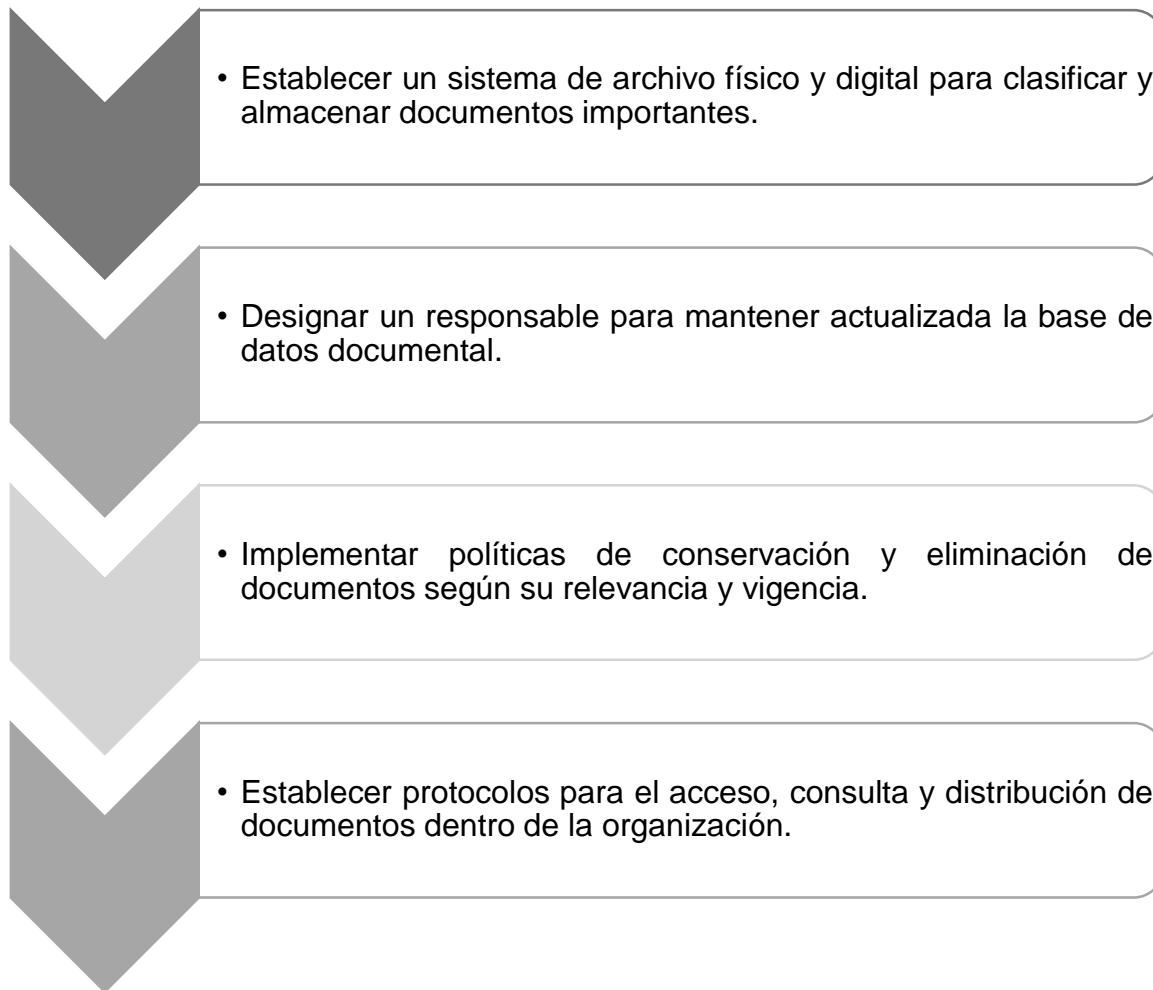 • Establecer un sistema de archivo físico y digital para clasificar y
almacenar documentos importantes.
• Designar un responsable para mantener actualizada la base de
datos documental.
• Implementar políticas de conservación y eliminación de
documentos según su relevancia y vigencia.
• Establecer protocolos para el acceso, consulta y distribución de
documentos dentro de la organización.